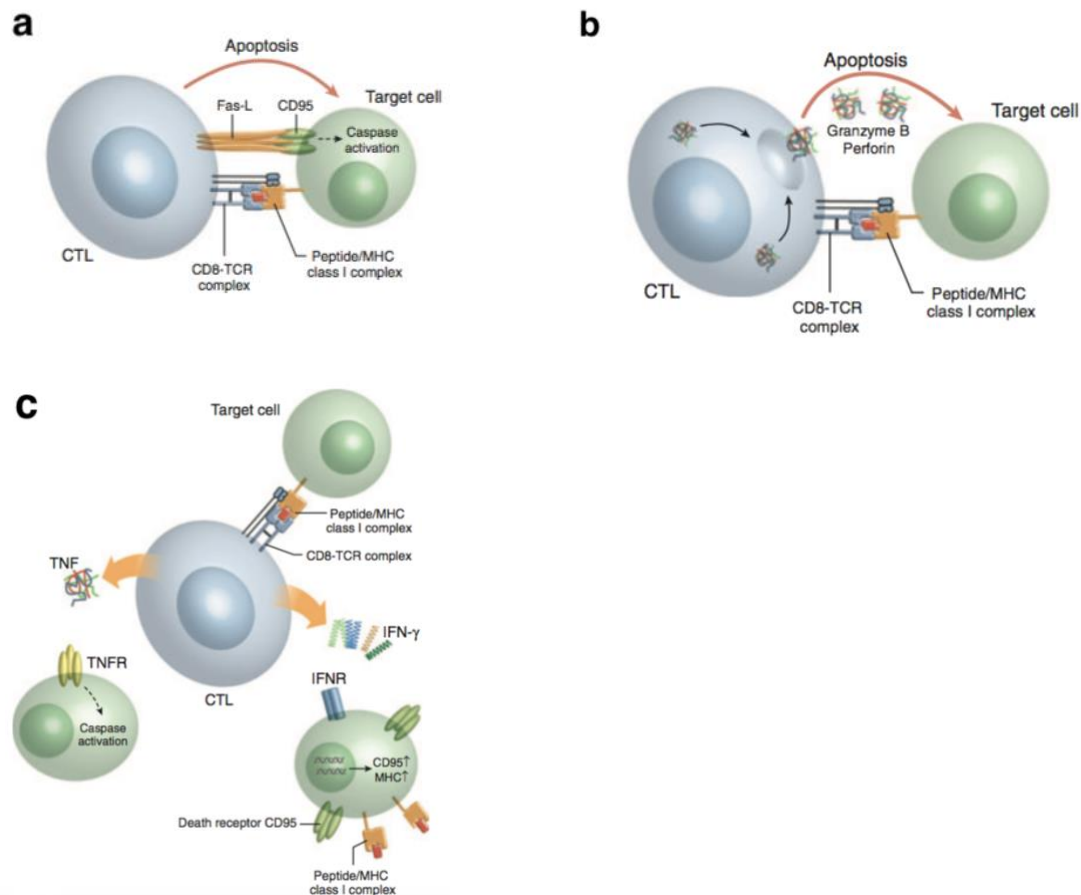 a
Apoptosis
Fas-L
CD95
Target cell
Caspase
activation
CTL
CD8-TCR
complex
Peptide/MHC
class I complex
b
Apoptosis
Target cell
Granzyme B
Perforin
CTL
CD8-TCR
complex
Peptide/MHC
class I complex
c
Target cell
Peptide/MHC
class I complex
CD8-TCR complex
TNF
IFN-γ
TNFR
IFNR
CTL
Caspase
activation
CD95↑
MHC↑
Death receptor CD95
Peptide/MHC
class I complex